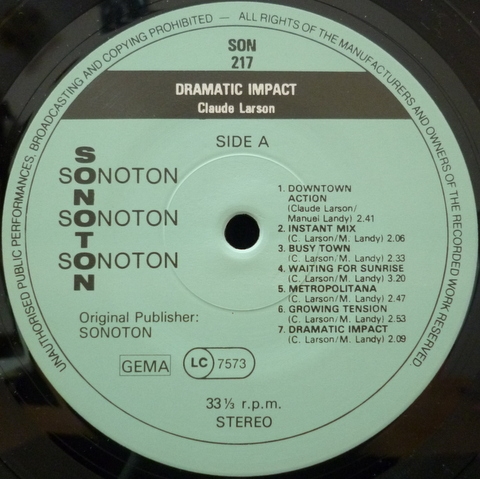 UNAUTHORISED PUBLIC PERFORMANCES, BROADCASTING AND COPYING PROHIBITED — ALL RIGHTS OF THE MANUFACTURERS AND OWNERS OF THE RECORDED WORK RESERVED
SON
217
DRAMATIC IMPACT
Claude Larson
SIDE A
SONOTON
SONOTON
SONOTON
SONOTON
1. DOWNTOWN
ACTION
(Claude Larson/
Manuel Landy) 2.41
2. INSTANT MIX
(C. Larson/M. Landy) 2.06
3. BUSY TOWN
(C. Larson/M. Landy) 2.33
4. WAITING FOR SUNRISE
(C. Larson/M. Landy) 3.20
5. METROPOLITANA
(C. Larson/M. Landy) 2.47
6. GROWING TENSION
(C. Larson/M. Landy) 2.53
7. DRAMATIC IMPACT
(C. Larson/M. Landy) 2.09
Original Publisher:
SONOTON
GEMA
LC 7573
33 ⅓ r.p.m.
STEREO